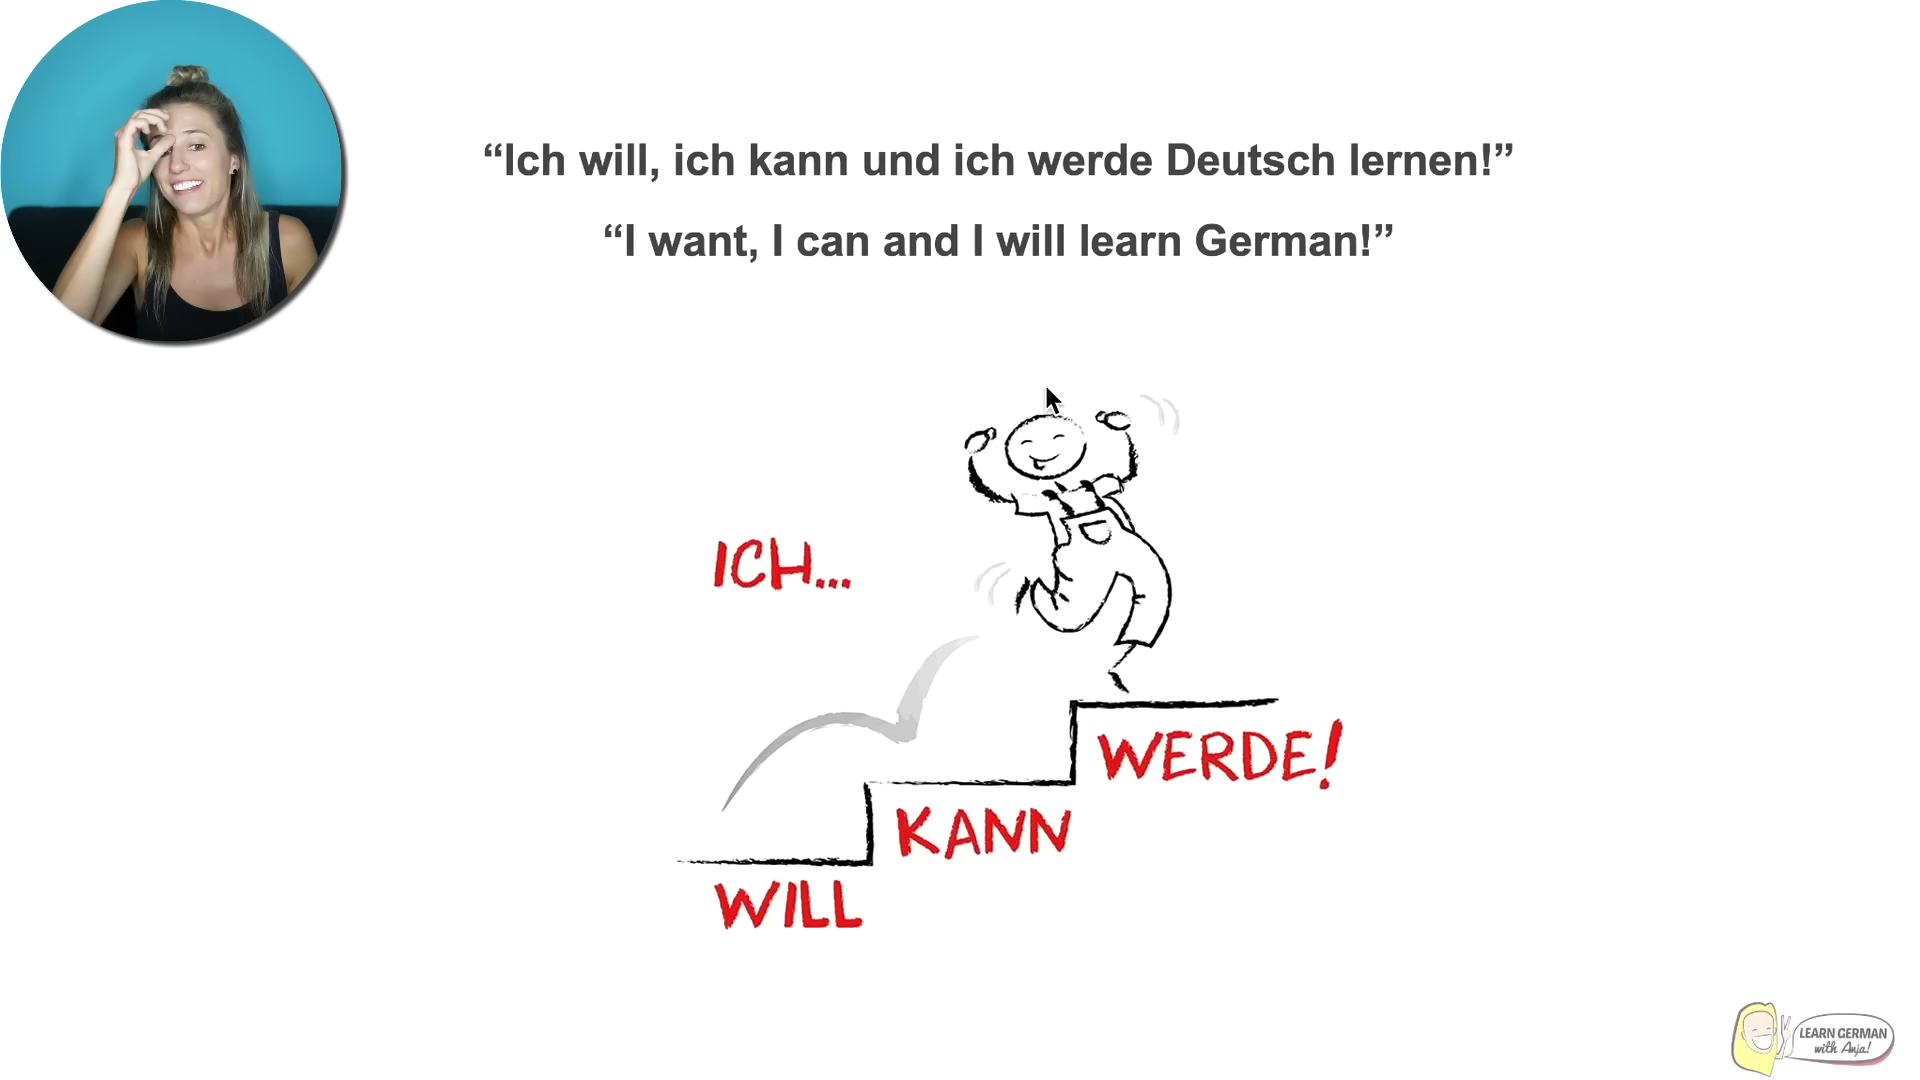 “Ich will, ich kann und ich werde Deutsch lernen!”
“I want, I can and I will learn German!”
ICH...
WERDE!
KANN
WILL
LEARN GERMAN
with Anja!